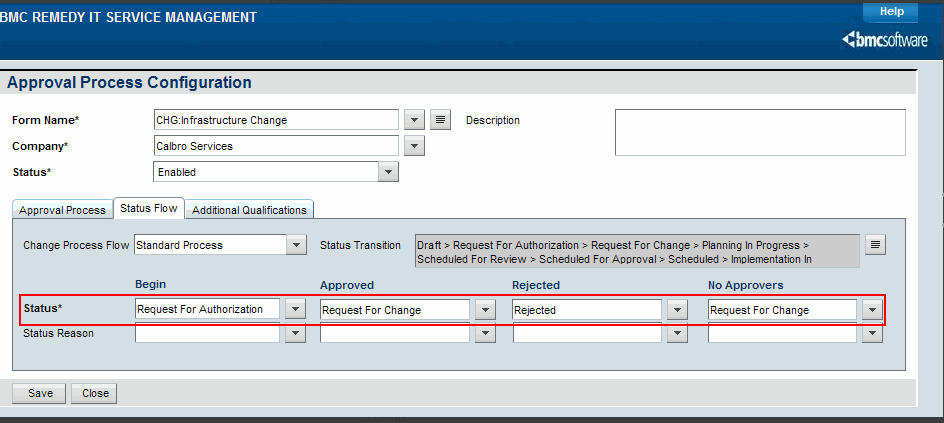 Help
BMC REMEDY IT SERVICE MANAGEMENT
bmcsoftware
Approval Process Configuration
Form Name* CHG:Infrastructure Change Description
Company* Calbro Services
Status* Enabled
Approval Process Status Flow Additional Qualifications
Change Process Flow Standard Process Status Transition Draft > Request For Authorization > Request For Change > Planning In Progress >
Scheduled For Review > Scheduled For Approval > Scheduled > Implementation In
Begin Approved Rejected No Approvers
Status* Request For Authorization Request For Change Rejected Request For Change
Status Reason
Save Close